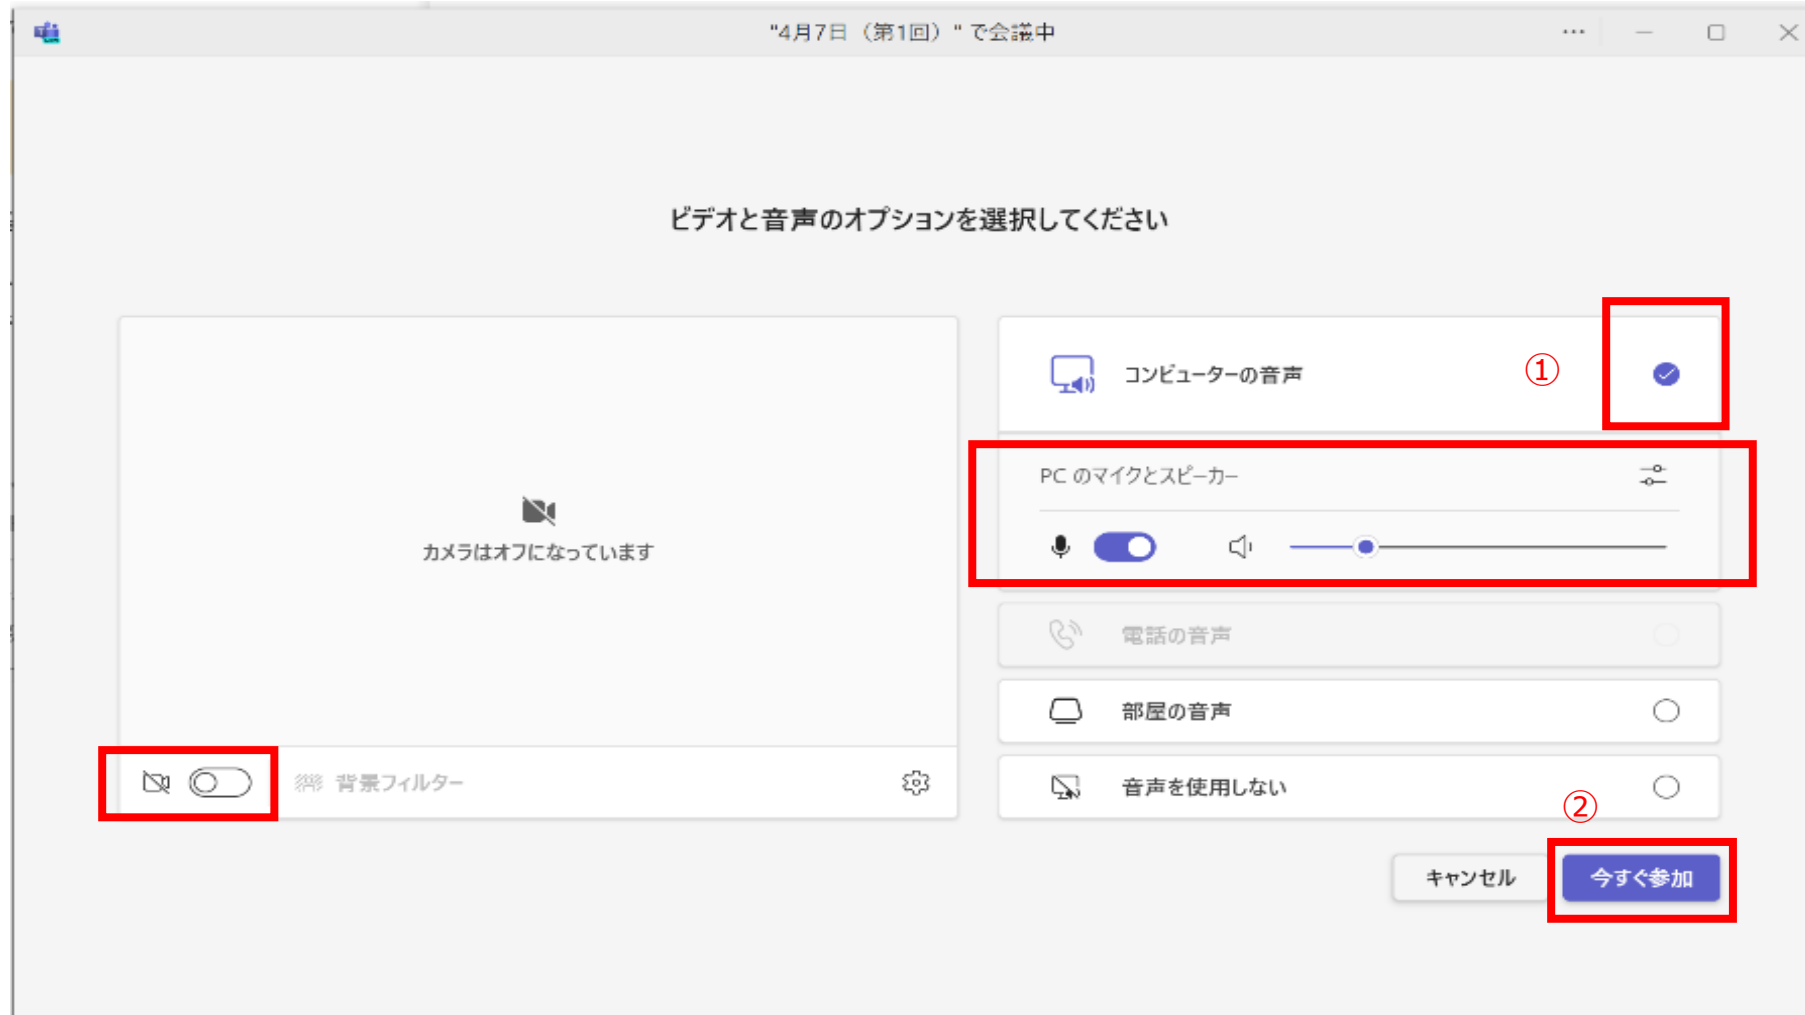 "4月7日（第1回）" で会議中
ビデオと音声のオプションを選択してください
コンピューターの音声
①
PC のマイクとスピーカー
カメラはオフになっています
電話の音声
部屋の音声
背景フィルター
音声を使用しない
②
キャンセル
今すぐ参加